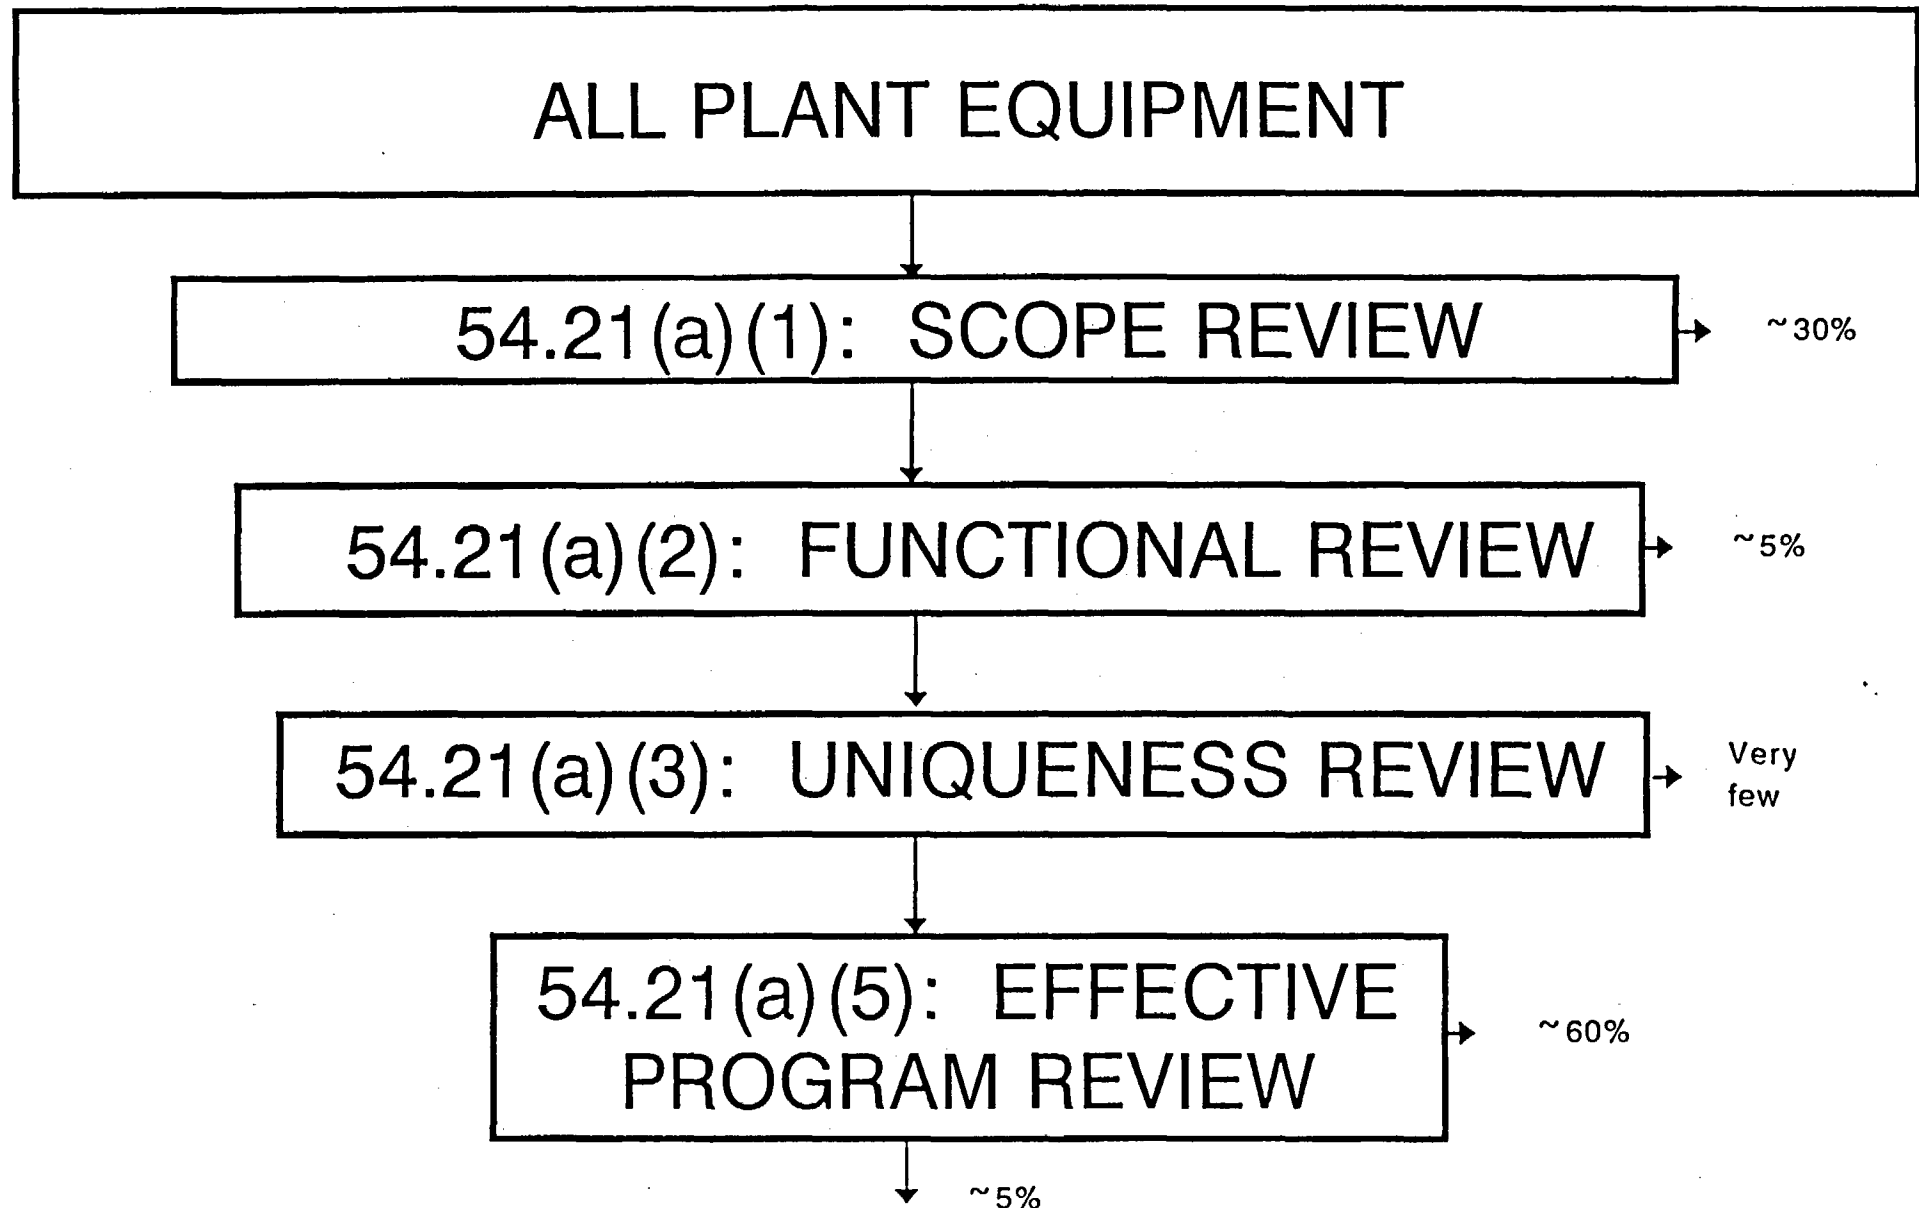 ALL PLANT EQUIPMENT
54.21(a)(1): SCOPE REVIEW
~30%
54.21(a)(2): FUNCTIONAL REVIEW
~5%
54.21(a)(3): UNIQUENESS REVIEW
Very
few
54.21(a)(5): EFFECTIVE
PROGRAM REVIEW
~60%
~5%